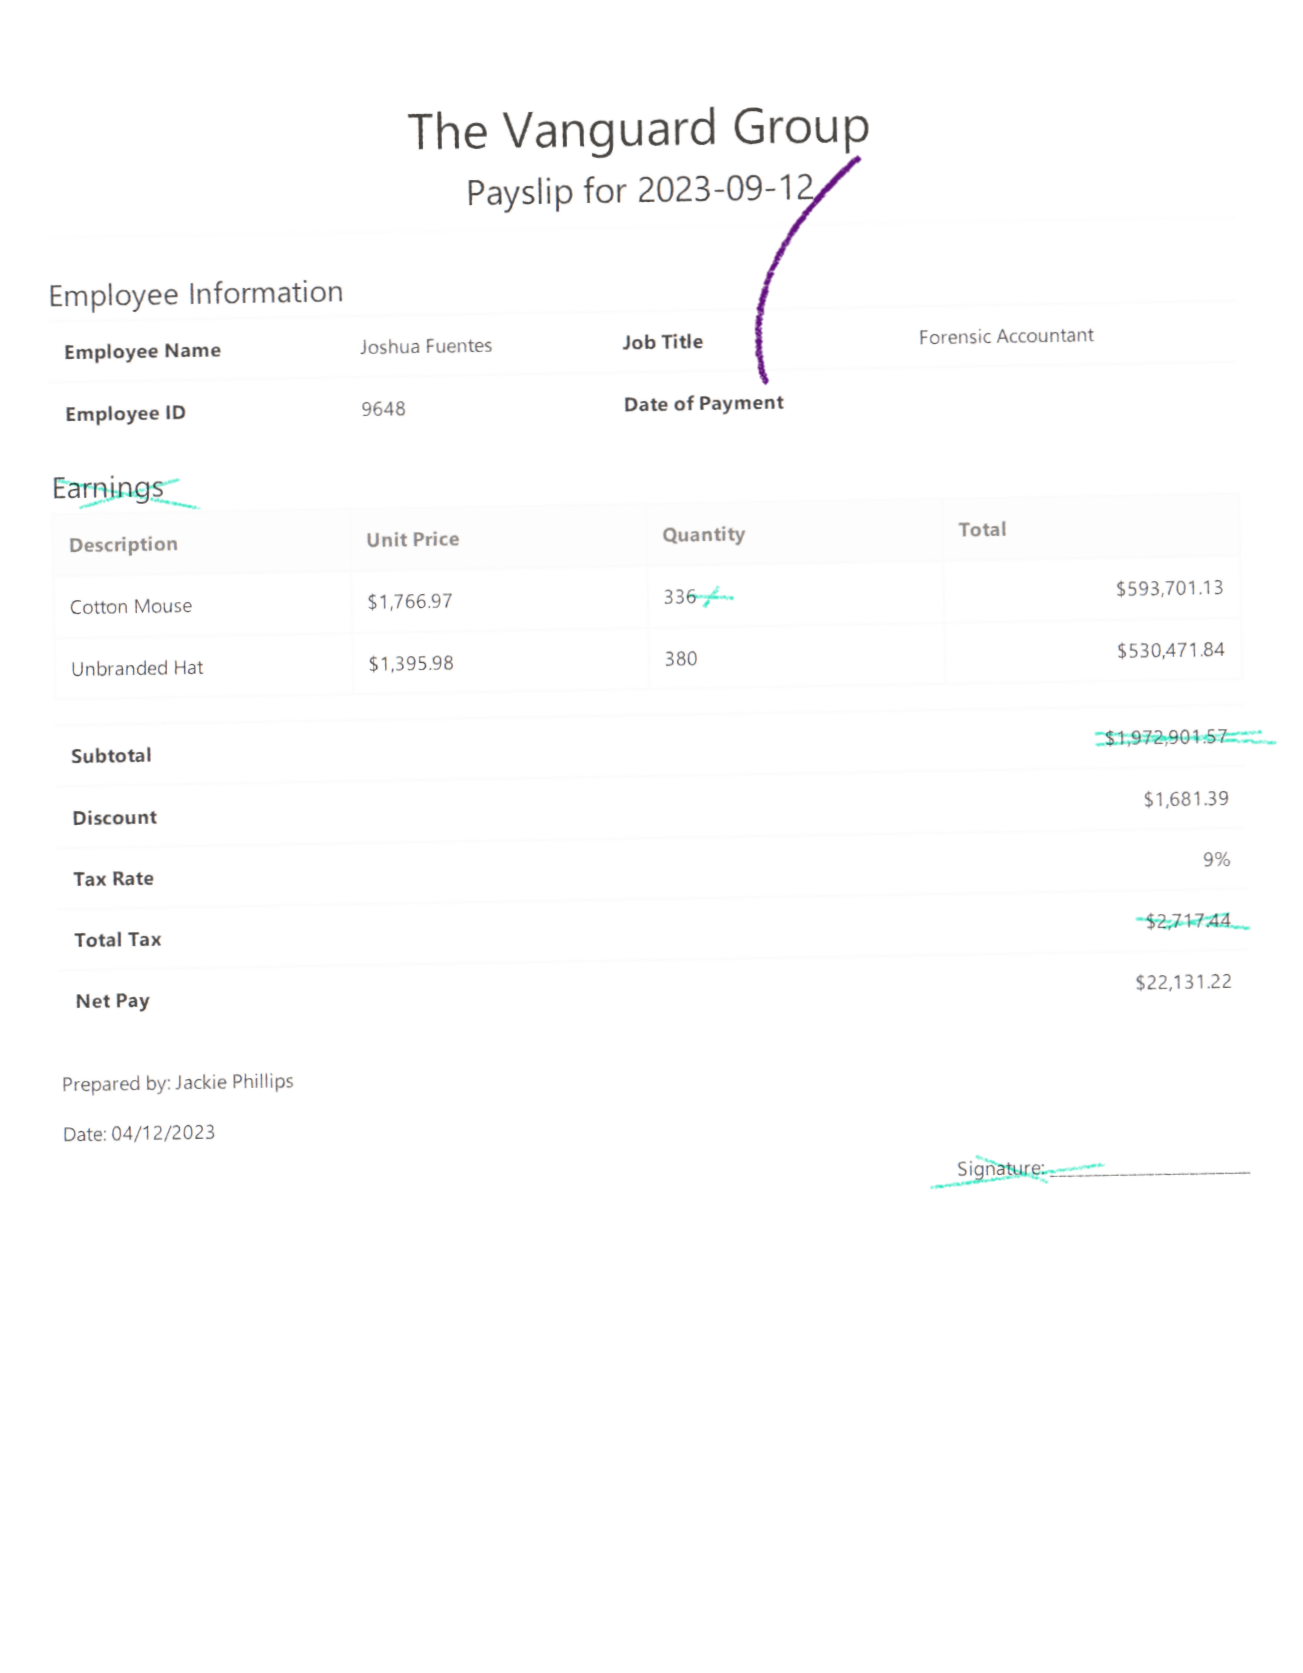 The Vanguard Group
Payslip for 2023-09-12
Employee Information
Employee Name Joshua Fuentes Job Title Forensic Accountant
Employee ID 9648 Date of Payment
Earnings
Description Unit Price Quantity Total
Cotton Mouse $1,766.97 336 $593,701.13
Unbranded Hat $1,395.98 380 $530,471.84
Subtotal $1,972,901.57
Discount $1,681.39
Tax Rate 9%
Total Tax $2,717.44
Net Pay $22,131.22
Prepared by: Jackie Phillips
Date: 04/12/2023
Signature: